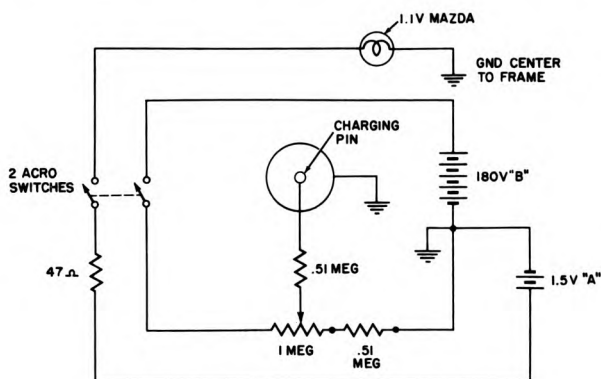 1.1V MAZDA
GND CENTER
TO FRAME
CHARGING
PIN
2 ACRO
SWITCHES
180V"B"
47Ω
.51 MEG
1.5V "A"
1 MEG
.51
MEG